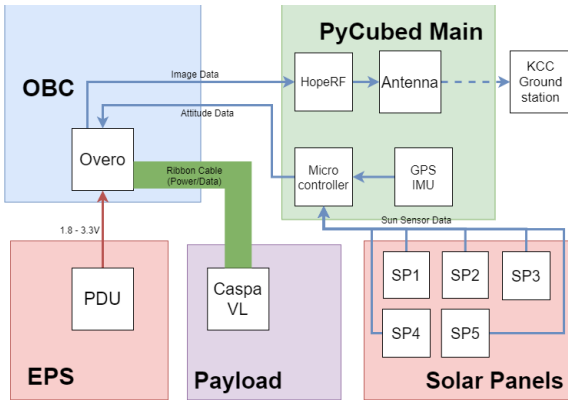 PyCubed Main
OBC
Image Data
HopeRF
Antenna
KCC
Ground
station
Attitude Data
Overo
Ribbon Cable
(Power/Data)
Micro
controller
GPS
IMU
Sun Sensor Data
1.8 - 3.3V
PDU
Caspa
VL
SP1
SP2
SP3
SP4
SP5
EPS
Payload
Solar Panels